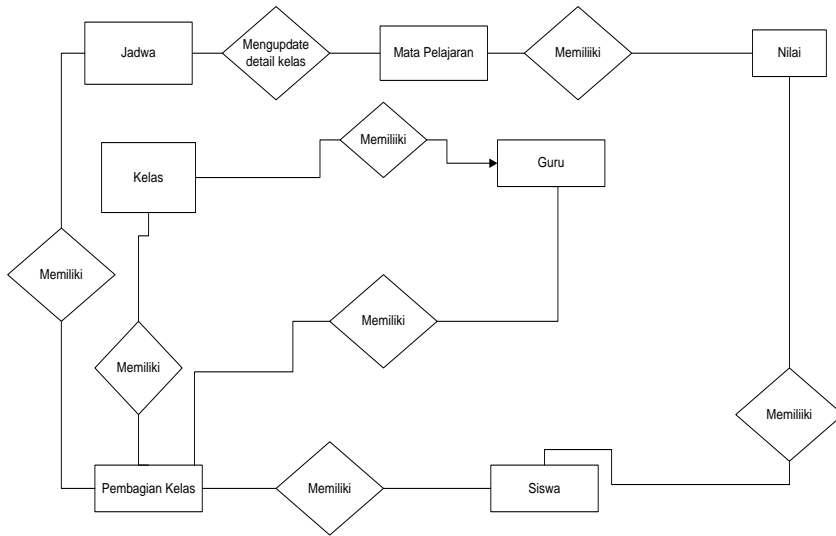 Jadwa
Mengupdate
detail kelas
Mata Pelajaran
Memiliiki
Nilai
Memiliiki
Kelas
Guru
Memiliki
Memiliki
Memiliki
Memiliiki
Pembagian Kelas
Memiliki
Siswa